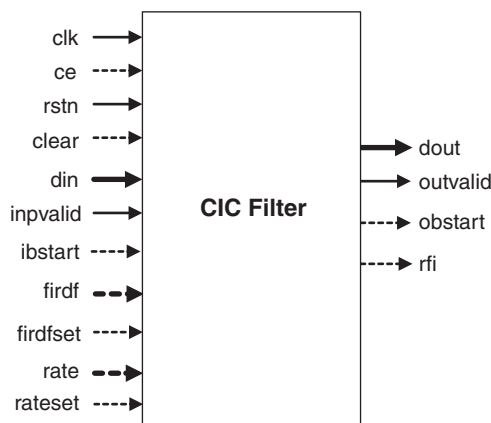 clk
ce
rstn
clear
din
inpvalid
ibstart
firdf
firdfset
rate
rateset
CIC Filter
dout
outvalid
obstart
rfi